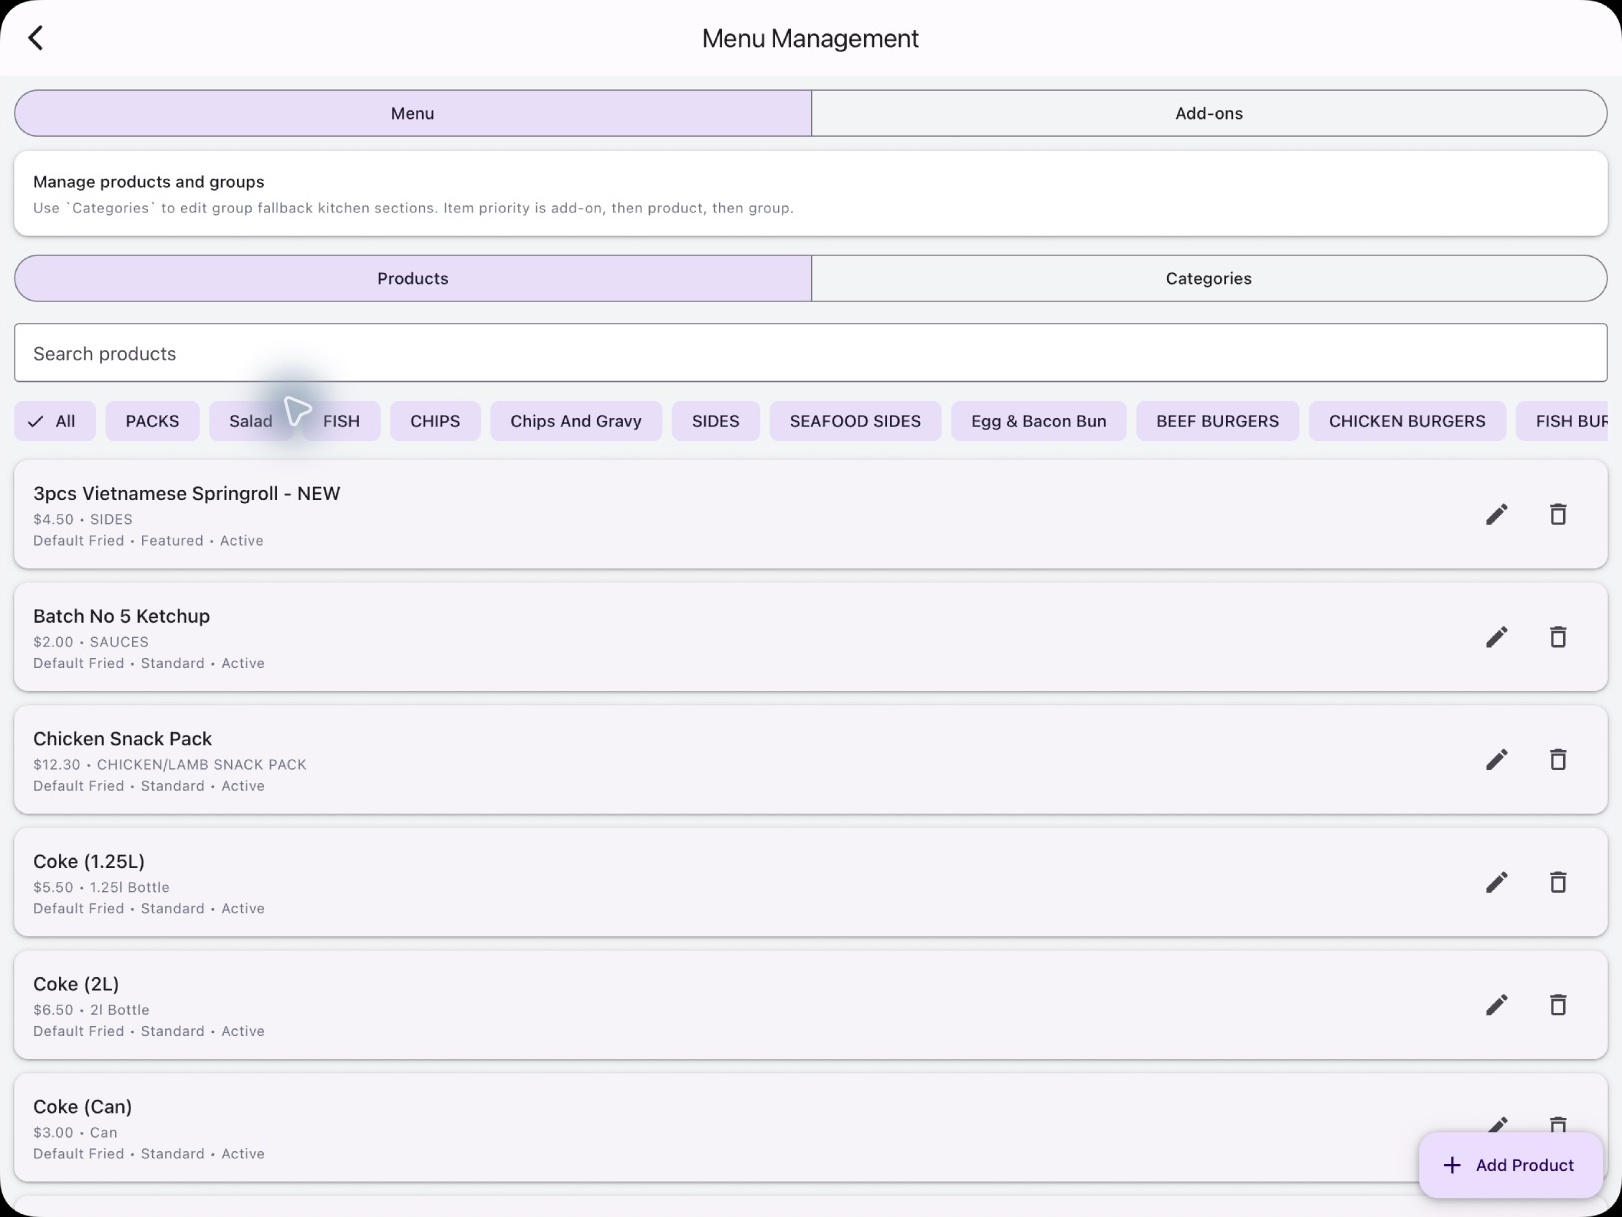 Menu Management
Menu
Add-ons
Manage products and groups
Use `Categories` to edit group fallback kitchen sections. Item priority is add-on, then product, then group.
Products
Categories
Search products
All
PACKS
Salad
FISH
CHIPS
Chips And Gravy
SIDES
SEAFOOD SIDES
Egg & Bacon Bun
BEEF BURGERS
CHICKEN BURGERS
FISH BUR
3pcs Vietnamese Springroll - NEW
$4.50 • SIDES
Default Fried • Featured • Active
Batch No 5 Ketchup
$2.00 • SAUCES
Default Fried • Standard • Active
Chicken Snack Pack
$12.30 • CHICKEN/LAMB SNACK PACK
Default Fried • Standard • Active
Coke (1.25L)
$5.50 • 1.25l Bottle
Default Fried • Standard • Active
Coke (2L)
$6.50 • 2l Bottle
Default Fried • Standard • Active
Coke (Can)
$3.00 • Can
Default Fried • Standard • Active
Add Product